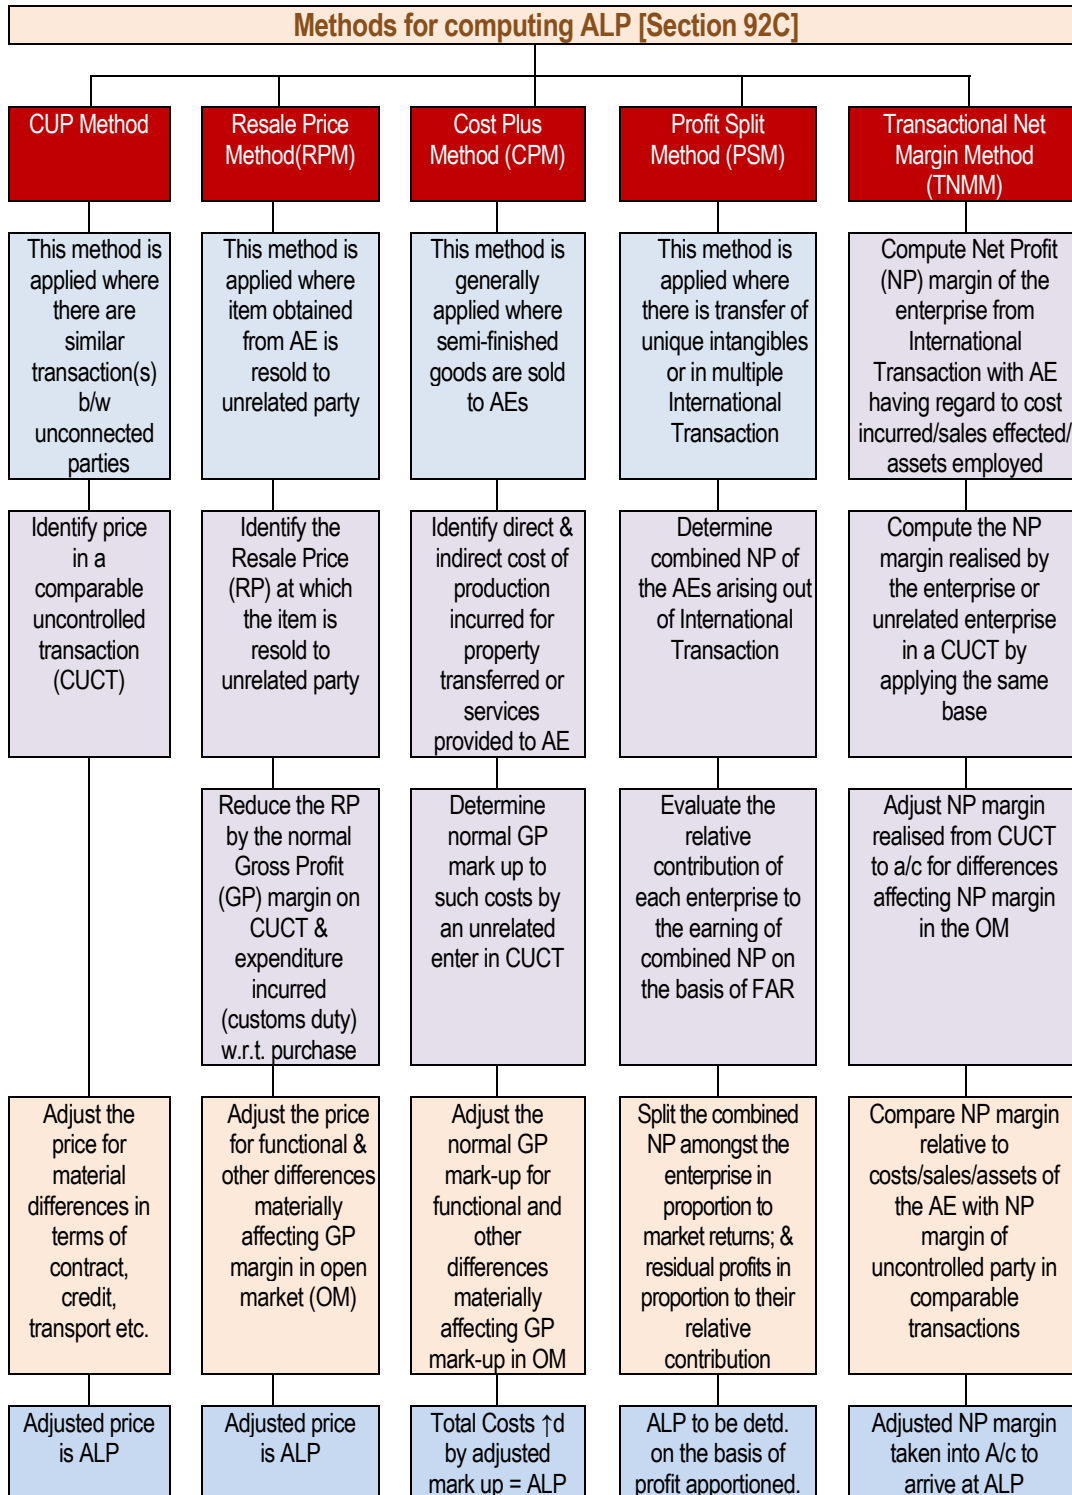 Methods for computing ALP [Section 92C]
CUP Method
Resale Price
Method(RPM)
Cost Plus
Method (CPM)
Profit Split
Method (PSM)
Transactional Net
Margin Method
(TNMM)
This method is
applied where
there are
similar
transaction(s)
b/w
unconnected
parties
This method is
applied where
item obtained
from AE is
resold to
unrelated party
This method is
generally
applied where
semi-finished
goods are sold
to AEs
This method is
applied where
there is transfer of
unique intangibles
or in multiple
International
Transaction
Compute Net Profit
(NP) margin of the
enterprise from
International
Transaction with AE
having regard to cost
incurred/sales effected/
assets employed
Identify price
in a
comparable
uncontrolled
transaction
(CUCT)
Identify the
Resale Price
(RP) at which
the item is
resold to
unrelated party
Identify direct &
indirect cost of
production
incurred for
property
transferred or
services
provided to AE
Determine
combined NP of
the AEs arising out
of International
Transaction
Compute the NP
margin realised by
the enterprise or
unrelated enterprise
in a CUCT by
applying the same
base
Reduce the RP
by the normal
Gross Profit
(GP) margin on
CUCT &
expenditure
incurred
(customs duty)
w.r.t. purchase
Determine
normal GP
mark up to
such costs by
an unrelated
enter in CUCT
Evaluate the
relative
contribution of
each enterprise to
the earning of
combined NP on
the basis of FAR
Adjust NP margin
realised from CUCT
to a/c for differences
affecting NP margin
in the OM
Adjust the
price for
material
differences in
terms of
contract,
credit,
transport etc.
Adjust the price
for functional &
other differences
materially
affecting GP
margin in open
market (OM)
Adjust the
normal GP
mark-up for
functional and
other
differences
materially
affecting GP
mark-up in OM
Split the combined
NP amongst the
enterprise in
proportion to
market returns; &
residual profits in
proportion to their
relative
contribution
Compare NP margin
relative to
costs/sales/assets of
the AE with NP
margin of
uncontrolled party in
comparable
transactions
Adjusted price
is ALP
Adjusted price
is ALP
Total Costs ↑d
by adjusted
mark up = ALP
ALP to be detd.
on the basis of
profit apportioned.
Adjusted NP margin
taken into A/c to
arrive at ALP